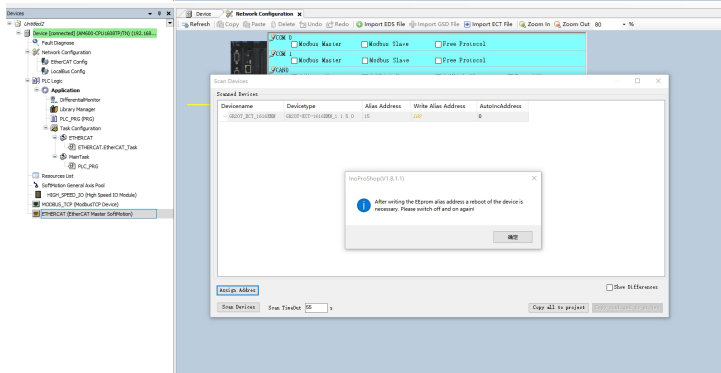 Devices
Untitled2
Device [connected] (AM600-CPU1608TP/TN) (192.168...
Fault Diagnose
Network Configuration
EtherCAT Config
LocalBus Config
PLC Logic
Application
DifferentialMonitor
Library Manager
PLC_PRG (PRG)
Task Configuration
ETHERCAT
ETHERCAT.EtherCAT_Task
MainTask
PLC_PRG
Resources List
SoftMotion General Axis Pool
HIGH_SPEED_IO (High Speed IO Module)
MODBUS_TCP (ModbusTCP Device)
ETHERCAT (EtherCAT Master SoftMotion)
Device Network Configuration
Refresh Copy Paste Delete Undo Redo Import EDS File Import GSD File Import ECT File Zoom In Zoom Out 80 %
COM 0
Modbus Master Modbus Slave Free Protocol
COM 1
Modbus Master Modbus Slave Free Protocol
CAN0
Scan Devices
Scanned Devices
Devicename Devicetype Alias Address Write Alias Address AutoIncAddress
InoProShop(V1.8.1.1)
After writing the EEprom alias address a reboot of the device is
necessary. Please switch off and on again!
确定
Assign Address
Show Differences
Scan Devices Scan TimeOut s Copy all to project